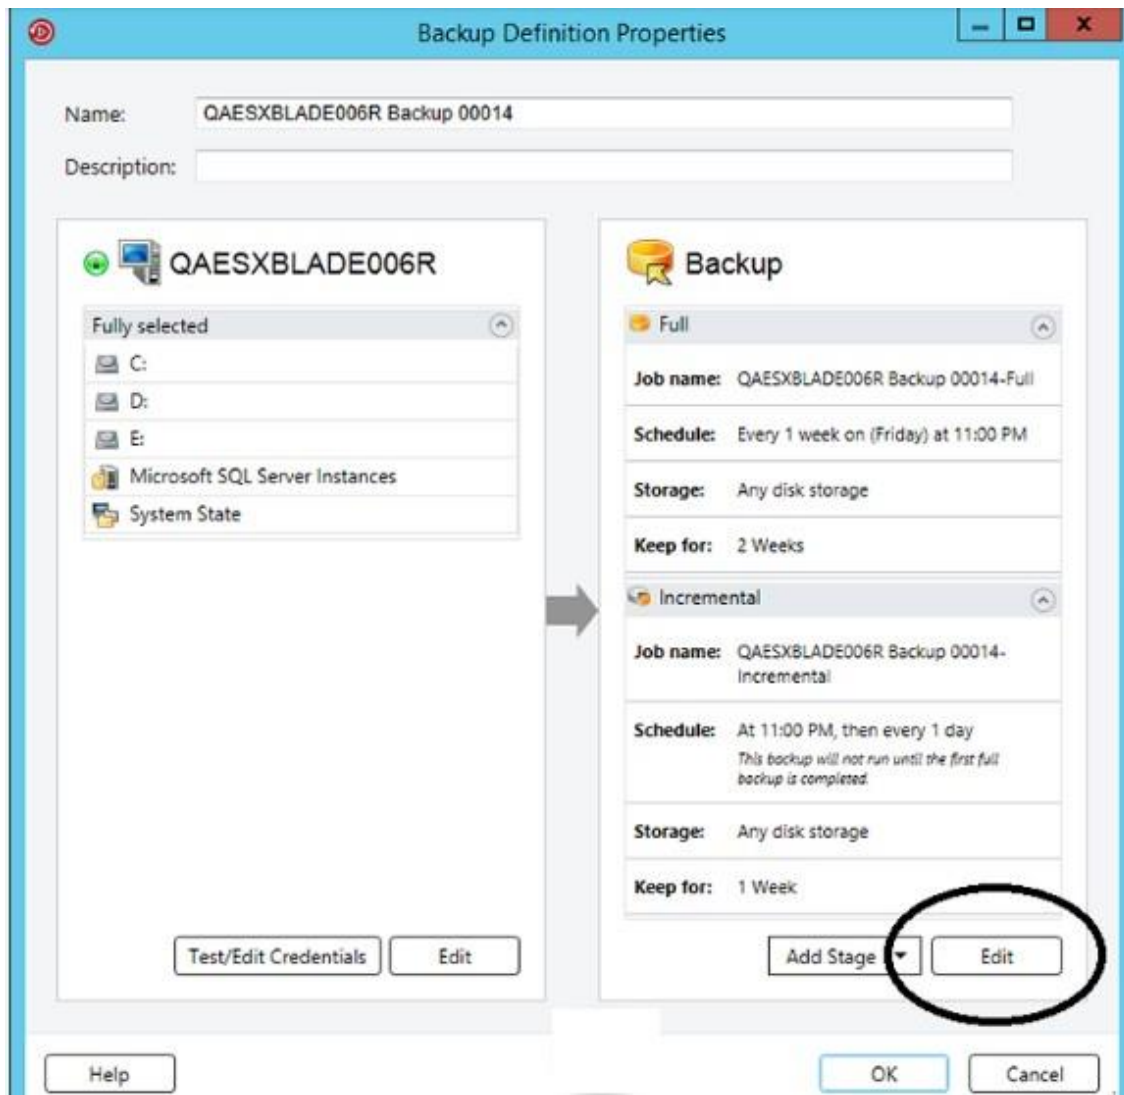 Backup Definition Properties
Name: QAESXBLADE006R Backup 00014
Description:
QAESXBLADE006R
Fully selected
C:
D:
E:
Microsoft SQL Server Instances
System State
Test/Edit Credentials Edit
Backup
Full
Job name: QAESXBLADE006R Backup 00014-Full
Schedule: Every 1 week on (Friday) at 11:00 PM
Storage: Any disk storage
Keep for: 2 Weeks
Incremental
Job name: QAESXBLADE006R Backup 00014-
Incremental
Schedule: At 11:00 PM, then every 1 day
This backup will not run until the first full
backup is completed.
Storage: Any disk storage
Keep for: 1 Week
Add Stage Edit
Help OK Cancel